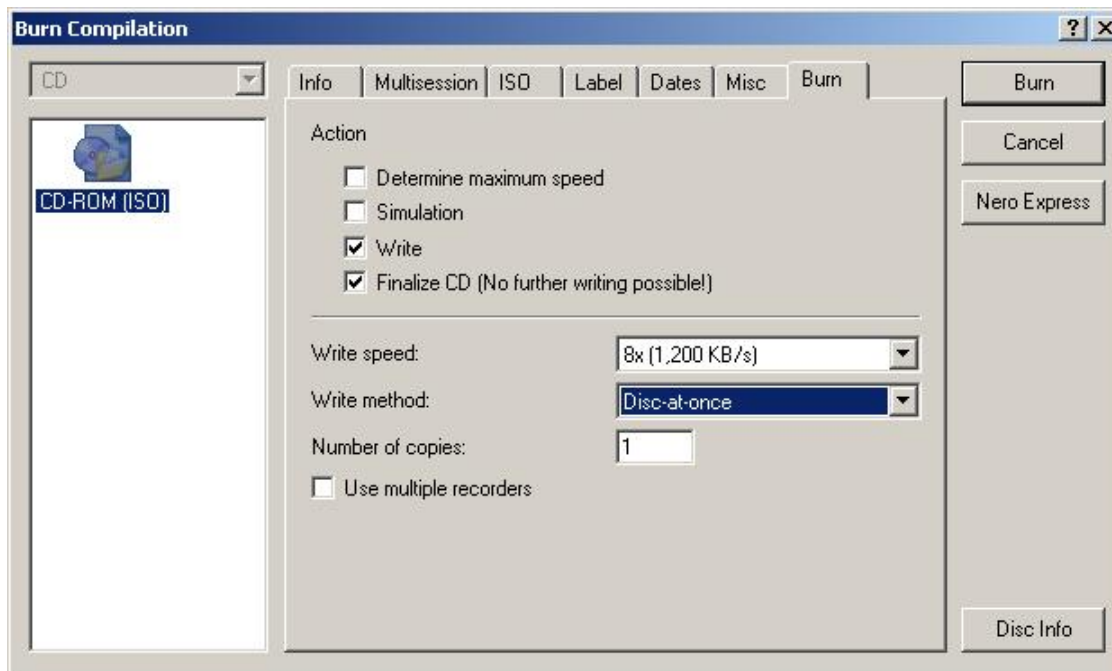 Burn Compilation
CD
CD-ROM (ISO)
Info Multisession ISO Label Dates Misc Burn
Action
Determine maximum speed
Simulation
Write
Finalize CD (No further writing possible!)
Write speed: 8x (1,200 KB/s)
Write method: Disc-at-once
Number of copies: 1
Use multiple recorders
Burn
Cancel
Nero Express
Disc Info